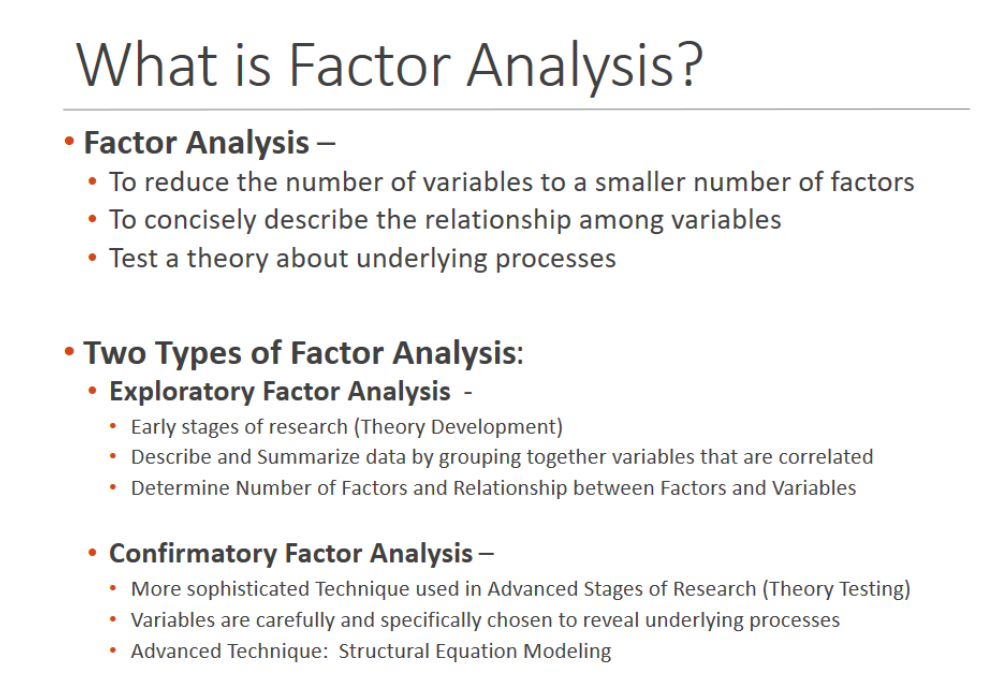 What is Factor Analysis?
• Factor Analysis –
• To reduce the number of variables to a smaller number of factors
• To concisely describe the relationship among variables
• Test a theory about underlying processes
• Two Types of Factor Analysis:
• Exploratory Factor Analysis -
• Early stages of research (Theory Development)
• Describe and Summarize data by grouping together variables that are correlated
• Determine Number of Factors and Relationship between Factors and Variables
• Confirmatory Factor Analysis –
• More sophisticated Technique used in Advanced Stages of Research (Theory Testing)
• Variables are carefully and specifically chosen to reveal underlying processes
• Advanced Technique: Structural Equation Modeling